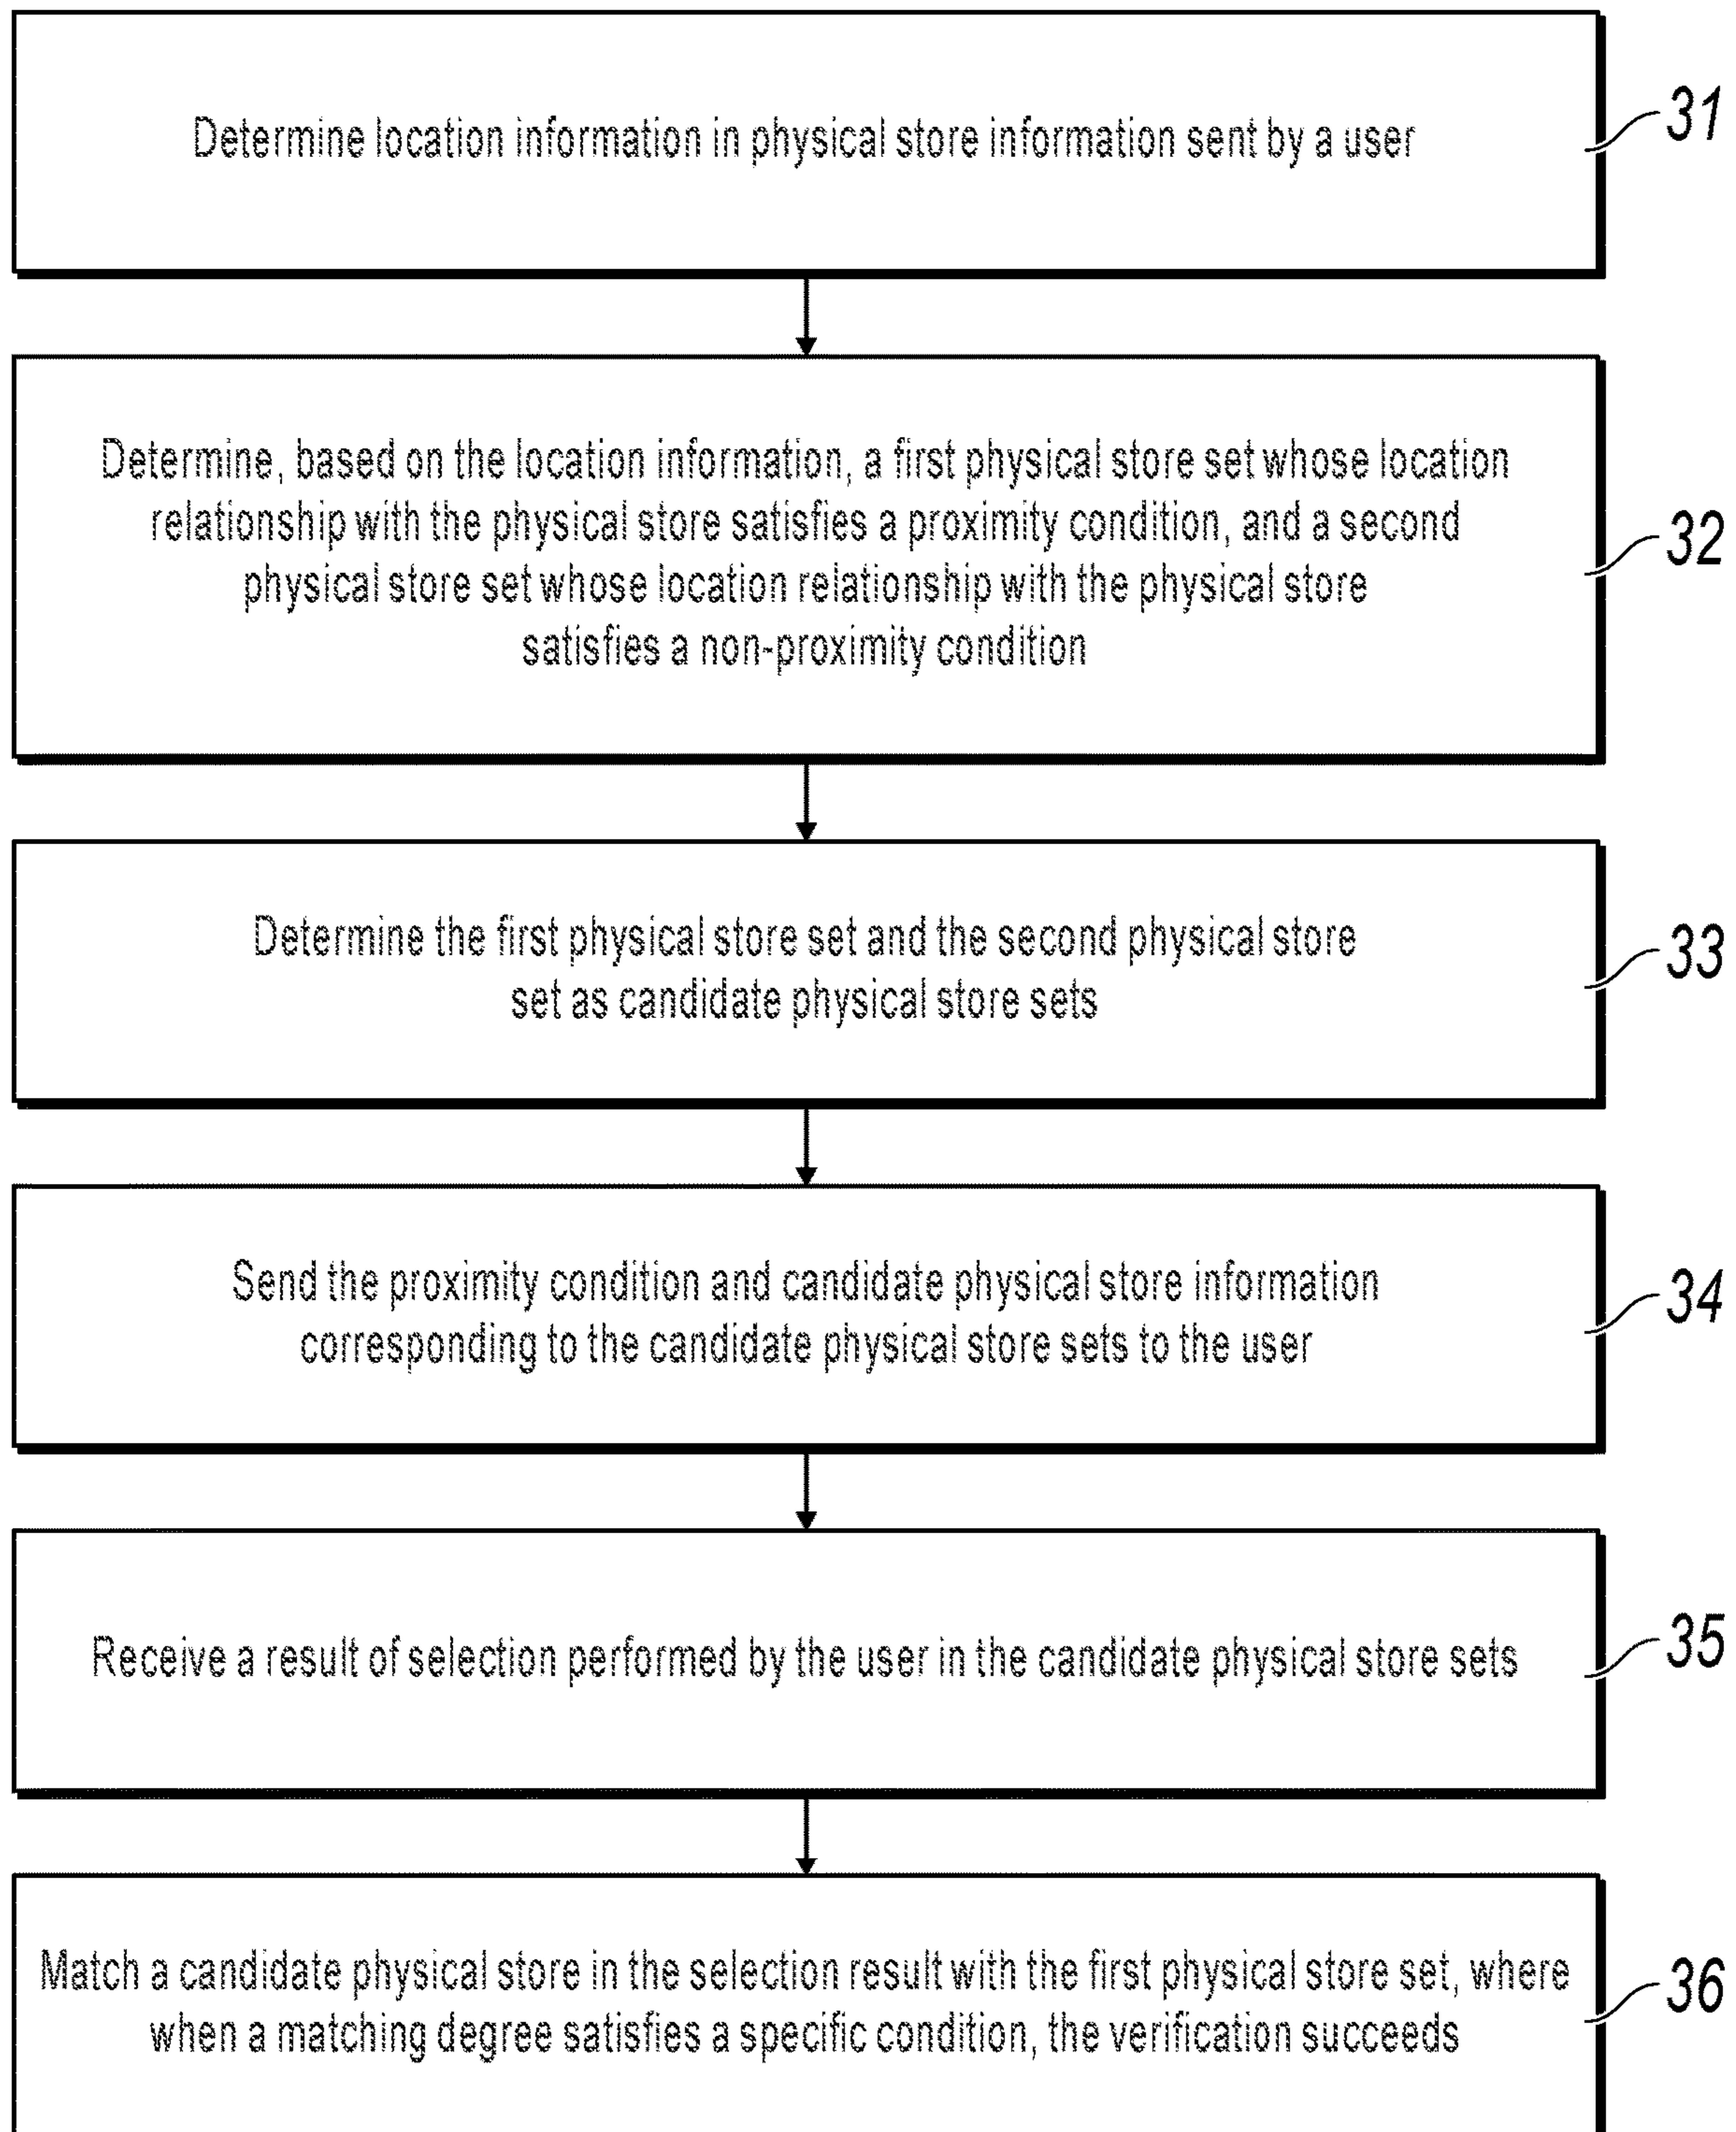 Determine location information in physical store information sent by a user
31
Determine, based on the location information, a first physical store set whose location
relationship with the physical store satisfies a proximity condition, and a second
physical store set whose location relationship with the physical store
satisfies a non-proximity condition
32
Determine the first physical store set and the second physical store
set as candidate physical store sets
33
Send the proximity condition and candidate physical store information
corresponding to the candidate physical store sets to the user
34
Receive a result of selection performed by the user in the candidate physical store sets
35
Match a candidate physical store in the selection result with the first physical store set, where
when a matching degree satisfies a specific condition, the verification succeeds
36